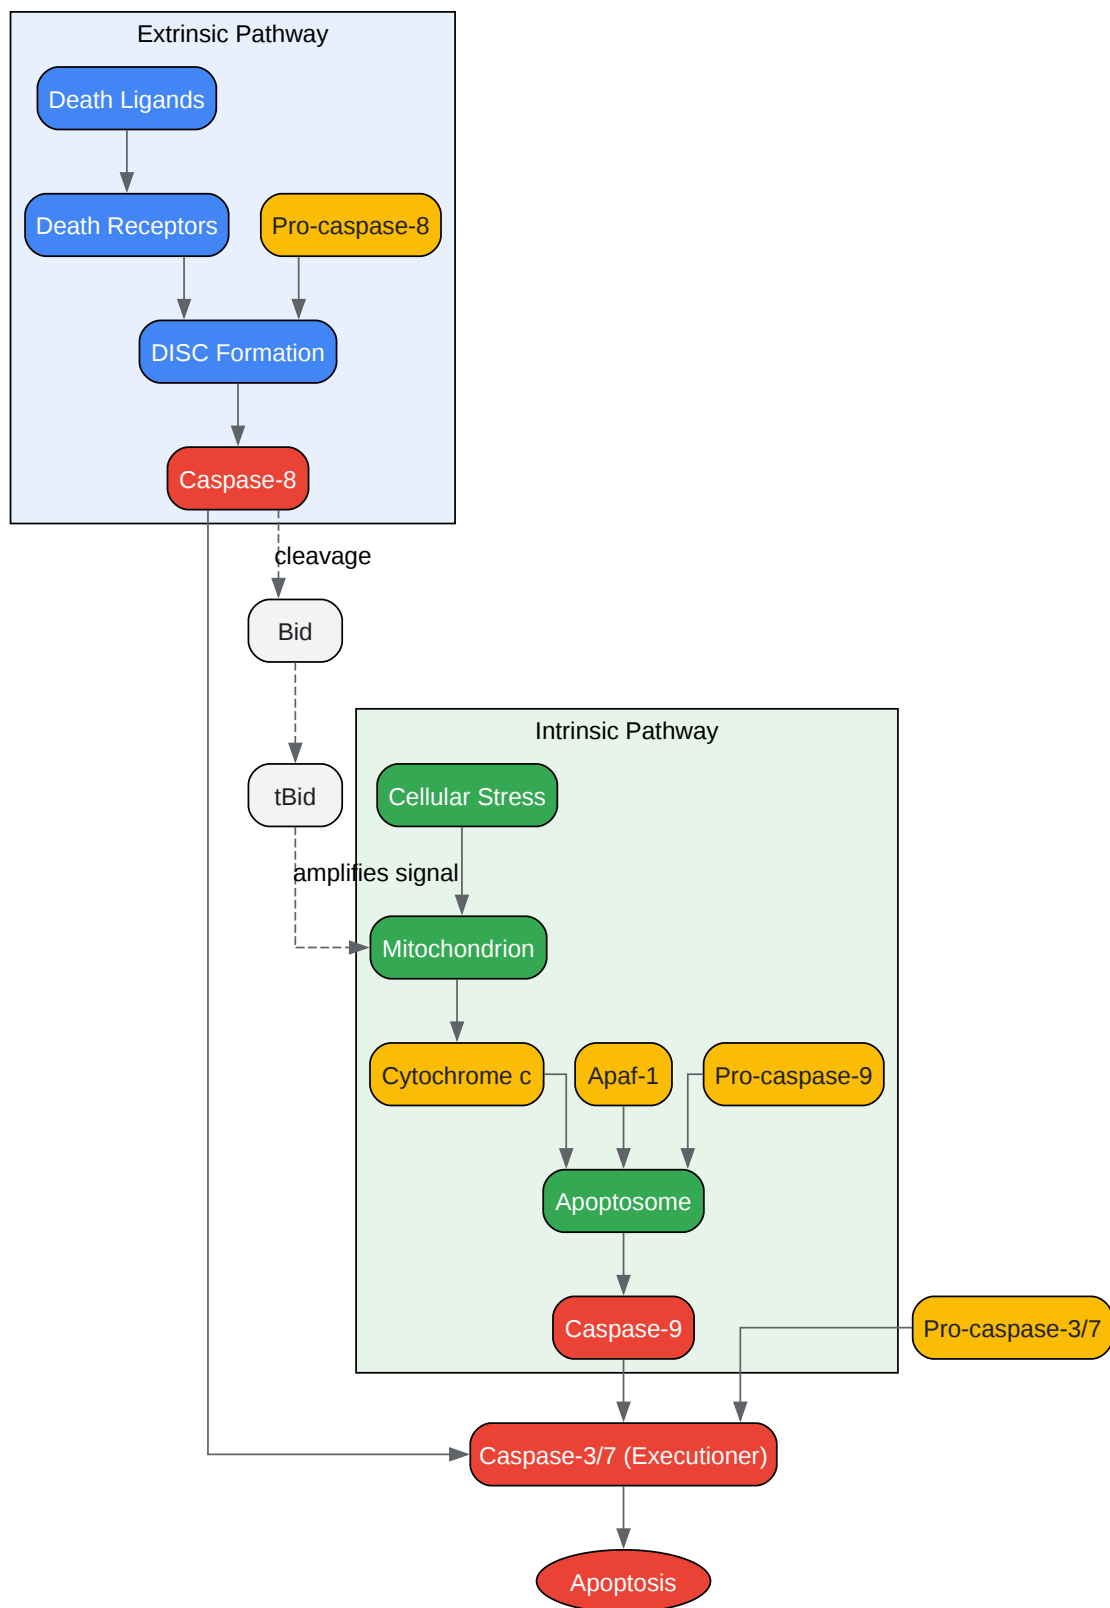 Extrinsic Pathway
Death Ligands
Death Receptors
Pro-caspase-8
DISC Formation
Caspase-8
cleavage
Bid
tBid
Intrinsic Pathway
Cellular Stress
amplifies signal
Mitochondrion
Cytochrome c
Apaf-1
Pro-caspase-9
Apoptosome
Caspase-9
Pro-caspase-3/7
Caspase-3/7 (Executioner)
Apoptosis